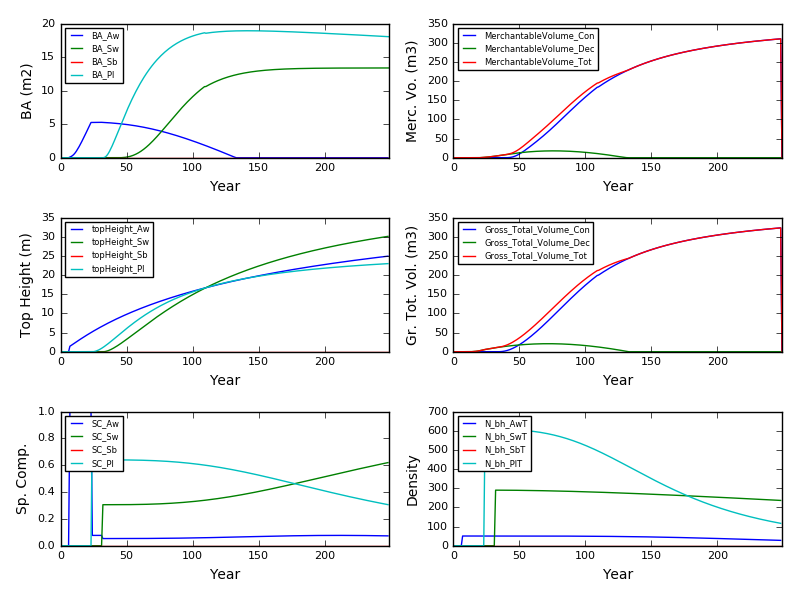 20
15
10
5
0
BA (m2)
BA_Aw
BA_Sw
BA_Sb
BA_Pl
0 50 100 150 200
Year
350
300
250
200
150
100
50
0
Merc. Vo. (m3)
MerchantableVolume_Con
MerchantableVolume_Dec
MerchantableVolume_Tot
0 50 100 150 200
Year
35
30
25
20
15
10
5
0
Top Height (m)
topHeight_Aw
topHeight_Sw
topHeight_Sb
topHeight_Pl
0 50 100 150 200
Year
350
300
250
200
150
100
50
0
Gr. Tot. Vol. (m3)
Gross_Total_Volume_Con
Gross_Total_Volume_Dec
Gross_Total_Volume_Tot
0 50 100 150 200
Year
1.0
0.8
0.6
0.4
0.2
0.0
Sp. Comp.
SC_Aw
SC_Sw
SC_Sb
SC_Pl
0 50 100 150 200
Year
700
600
500
400
300
200
100
0
Density
N_bh_AwT
N_bh_SwT
N_bh_SbT
N_bh_PlT
0 50 100 150 200
Year